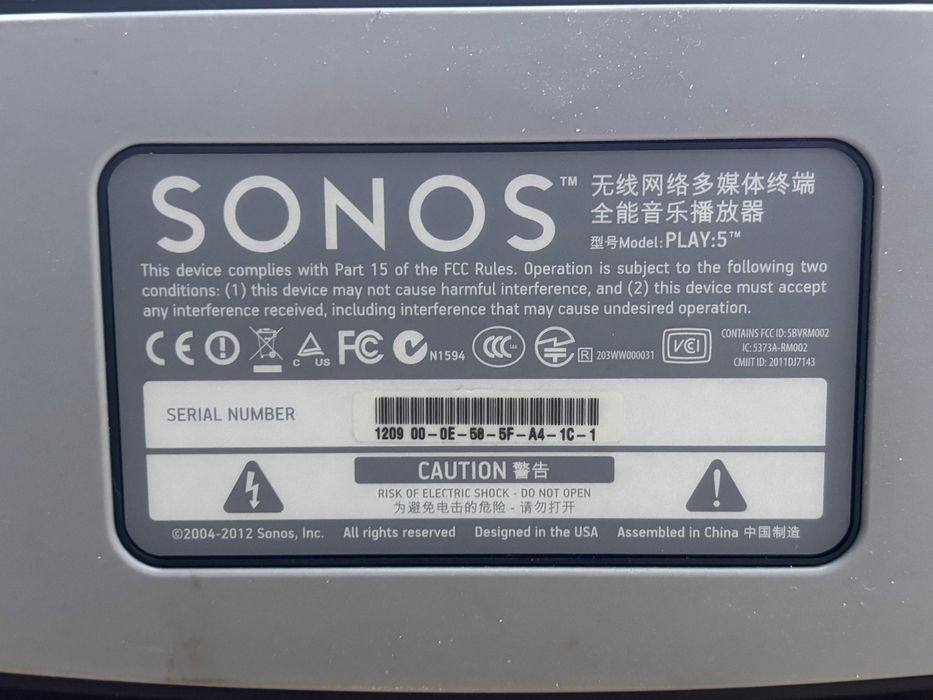 SONOS™
无线网络多媒体终端
全能音乐播放器
型号Model: PLAY:5™
This device complies with Part 15 of the FCC Rules. Operation is subject to the following two
conditions: (1) this device may not cause harmful interference, and (2) this device must accept
any interference received, including interference that may cause undesired operation.
CE FC C US N1594 CCC R 203WW000031 VCCI
CONTAINS FCC ID: SBVRM002
IC: 5373A-RM002
CMIIT ID: 2011DJ7143
SERIAL NUMBER
1209 00-0E-58-5F-A4-1C-1
CAUTION 警告
RISK OF ELECTRIC SHOCK - DO NOT OPEN
为避免电击的危险 - 请勿打开
©2004-2012 Sonos, Inc. All rights reserved Designed in the USA Assembled in China 中国制造